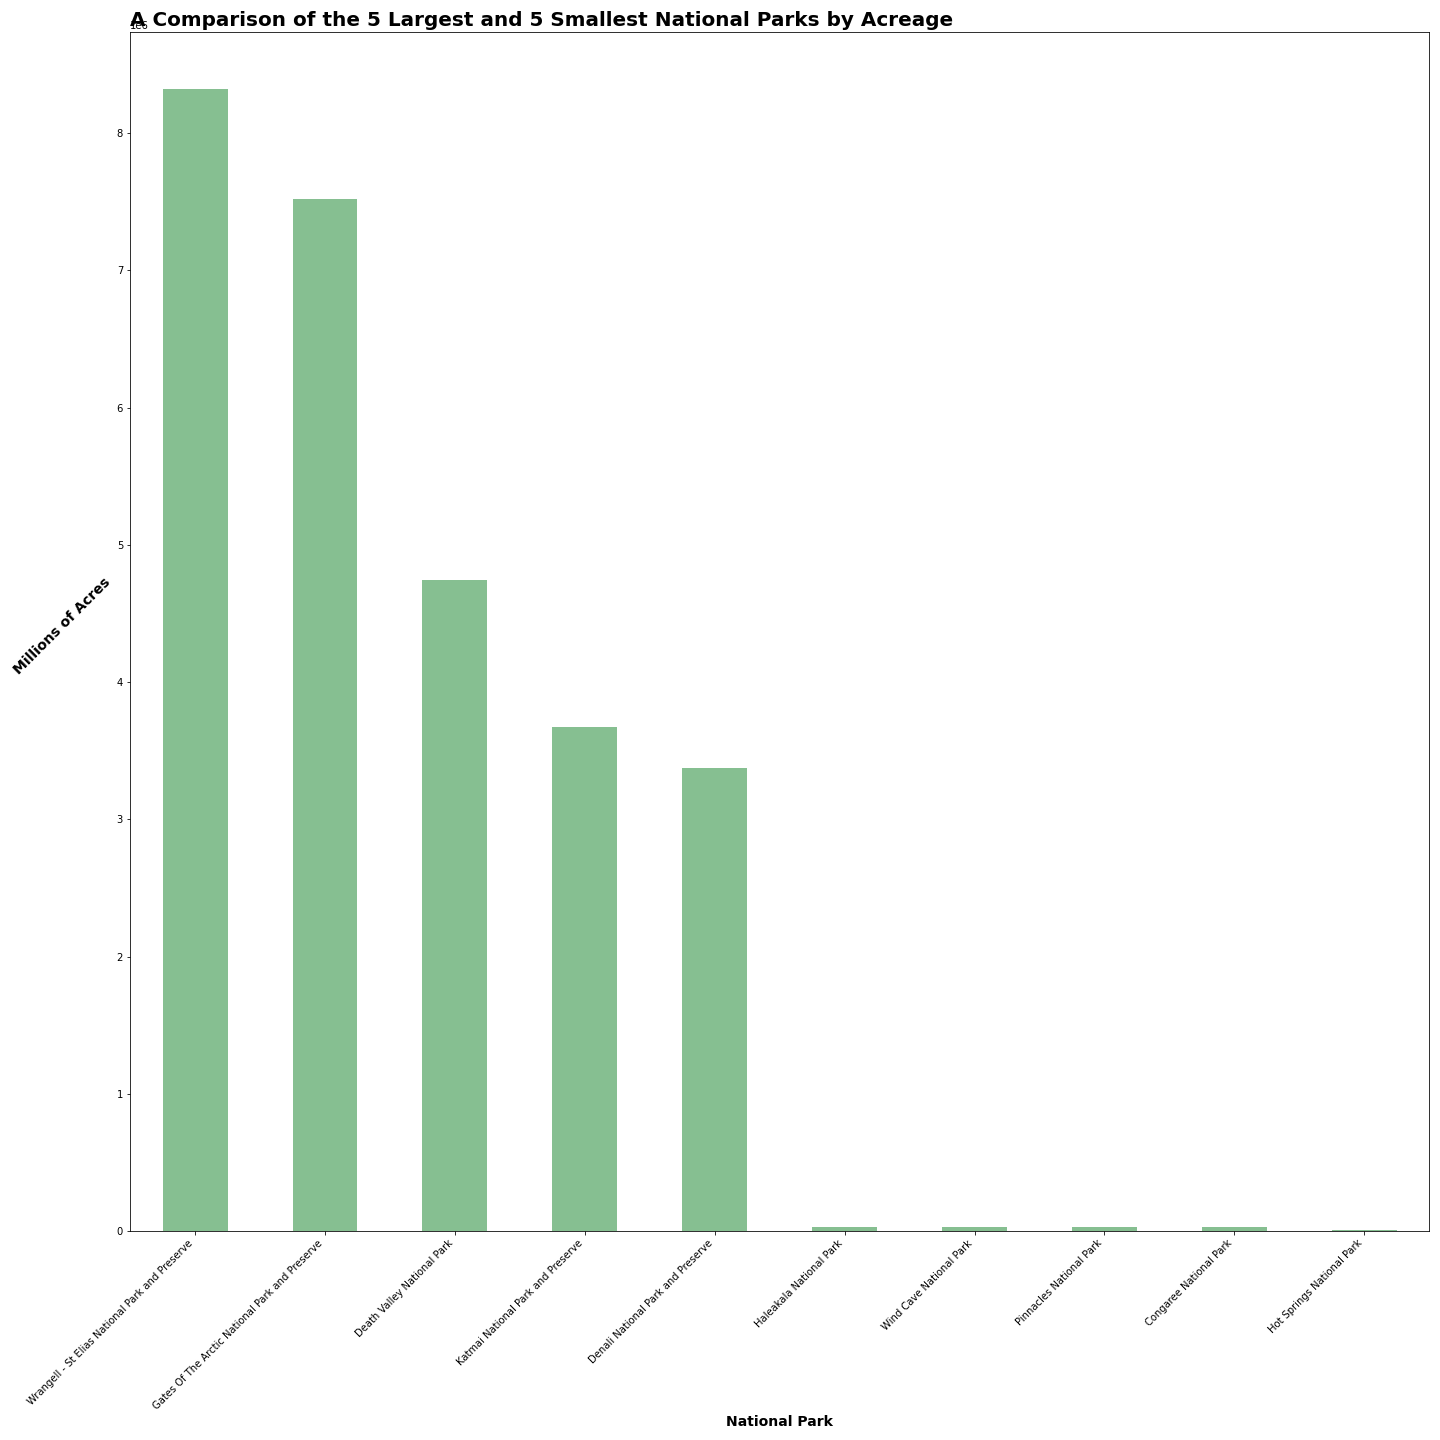 A Comparison of the 5 Largest and 5 Smallest National Parks by Acreage
1e6
8
7
6
5
4
3
2
1
0
Millions of Acres
Wrangell - St Elias National Park and Preserve
Gates Of The Arctic National Park and Preserve
Death Valley National Park
Katmai National Park and Preserve
Denali National Park and Preserve
Haleakala National Park
Wind Cave National Park
Pinnacles National Park
Congaree National Park
Hot Springs National Park
National Park